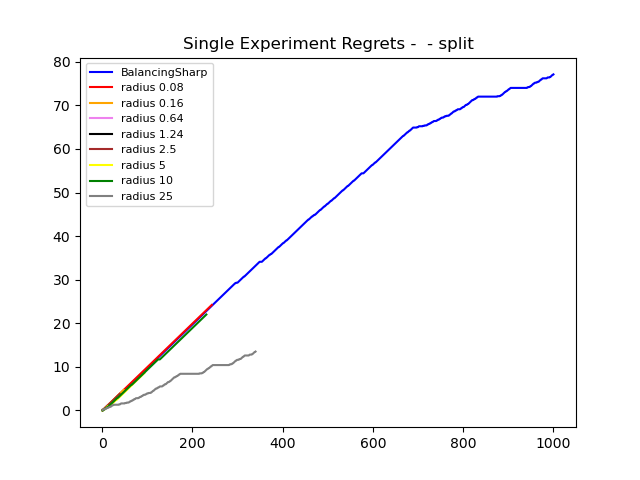 Single Experiment Regrets -  - split
80
70
60
50
40
30
20
10
0
BalancingSharp
radius 0.08
radius 0.16
radius 0.64
radius 1.24
radius 2.5
radius 5
radius 10
radius 25
0 200 400 600 800 1000